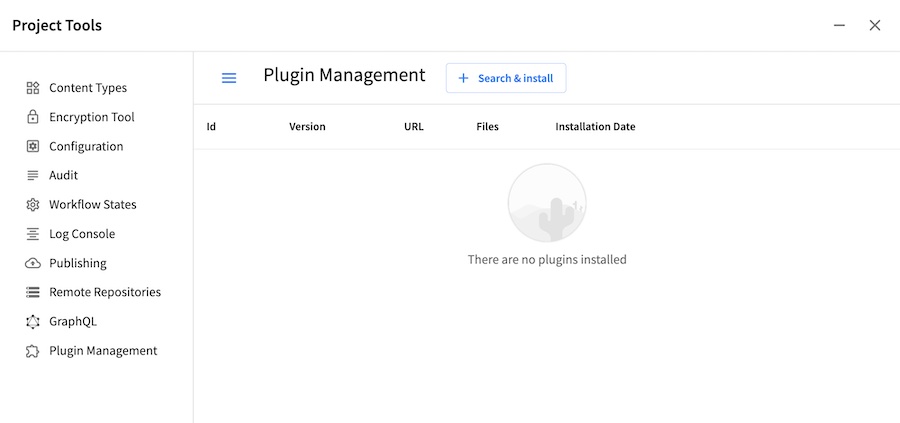 Project Tools
Content Types
Encryption Tool
Configuration
Audit
Workflow States
Log Console
Publishing
Remote Repositories
GraphQL
Plugin Management
Plugin Management
Search & install
Id Version URL Files Installation Date
There are no plugins installed